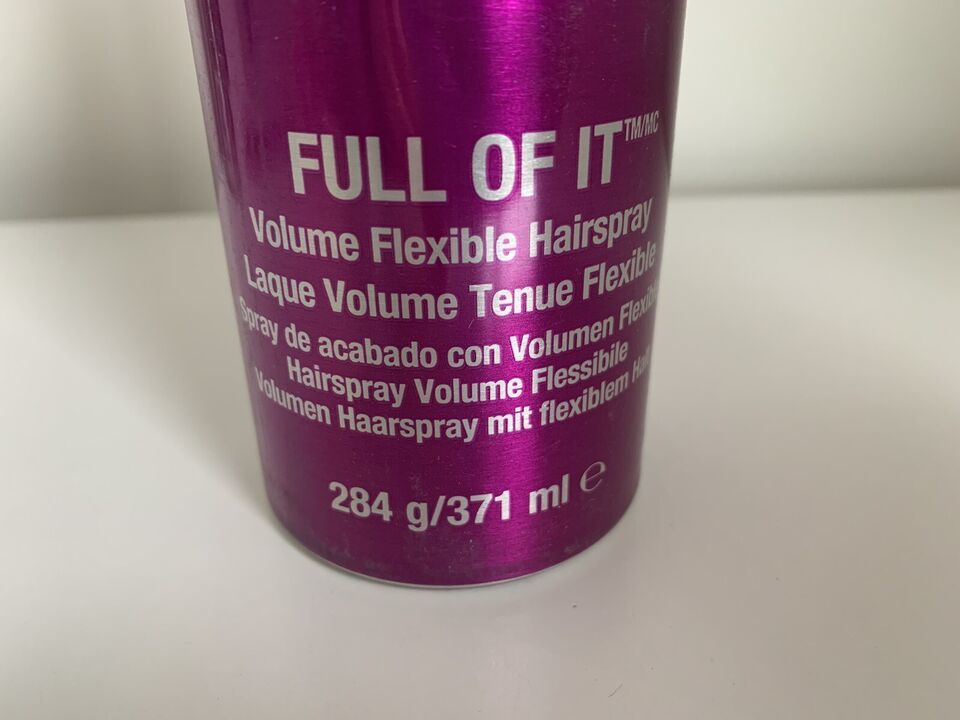 FULL OF IT™/MC
Volume Flexible Hairspray
Laque Volume Tenue Flexible
Spray de acabado con Volumen
Hairspray Volume Flessibile
Volumen Haarspray mit flexiblem
284 g/371 ml ℮